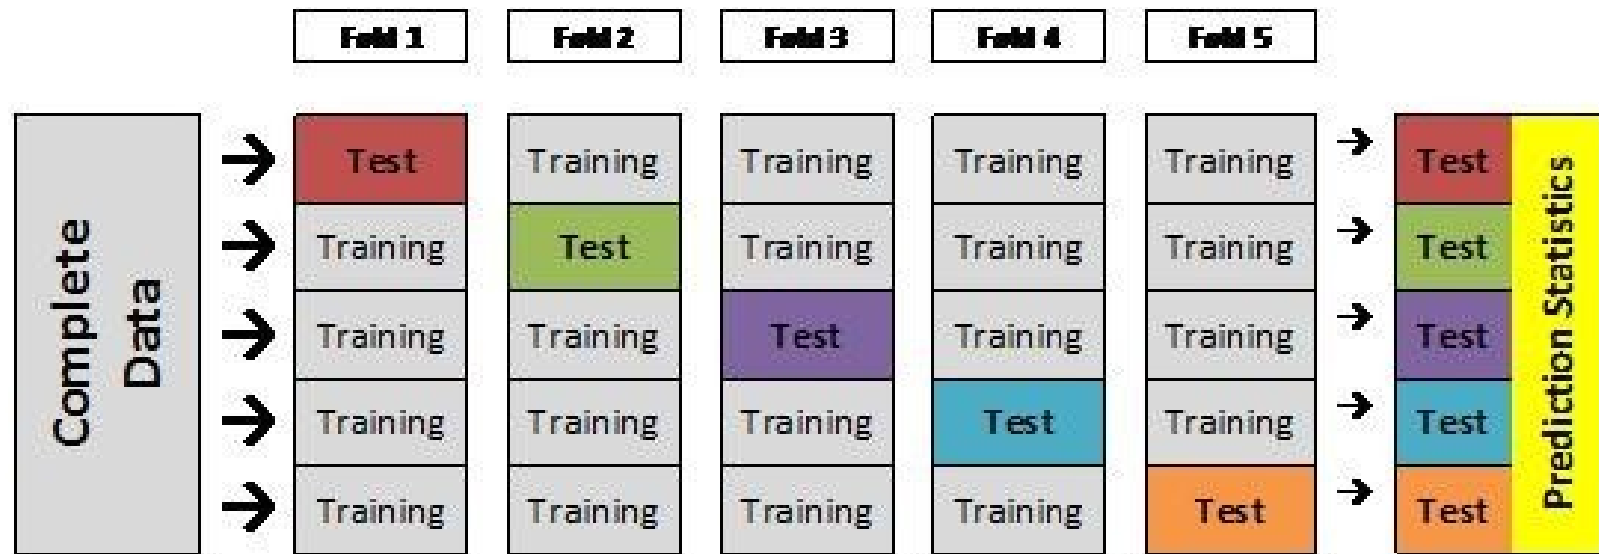 Fold 1 Fold 2 Fold 3 Fold 4 Fold 5
Complete
Data
Test Training Training Training Training Test
Training Test Training Training Training Test
Training Training Test Training Training Test
Training Training Training Test Training Test
Training Training Training Training Test Test
Prediction Statistics